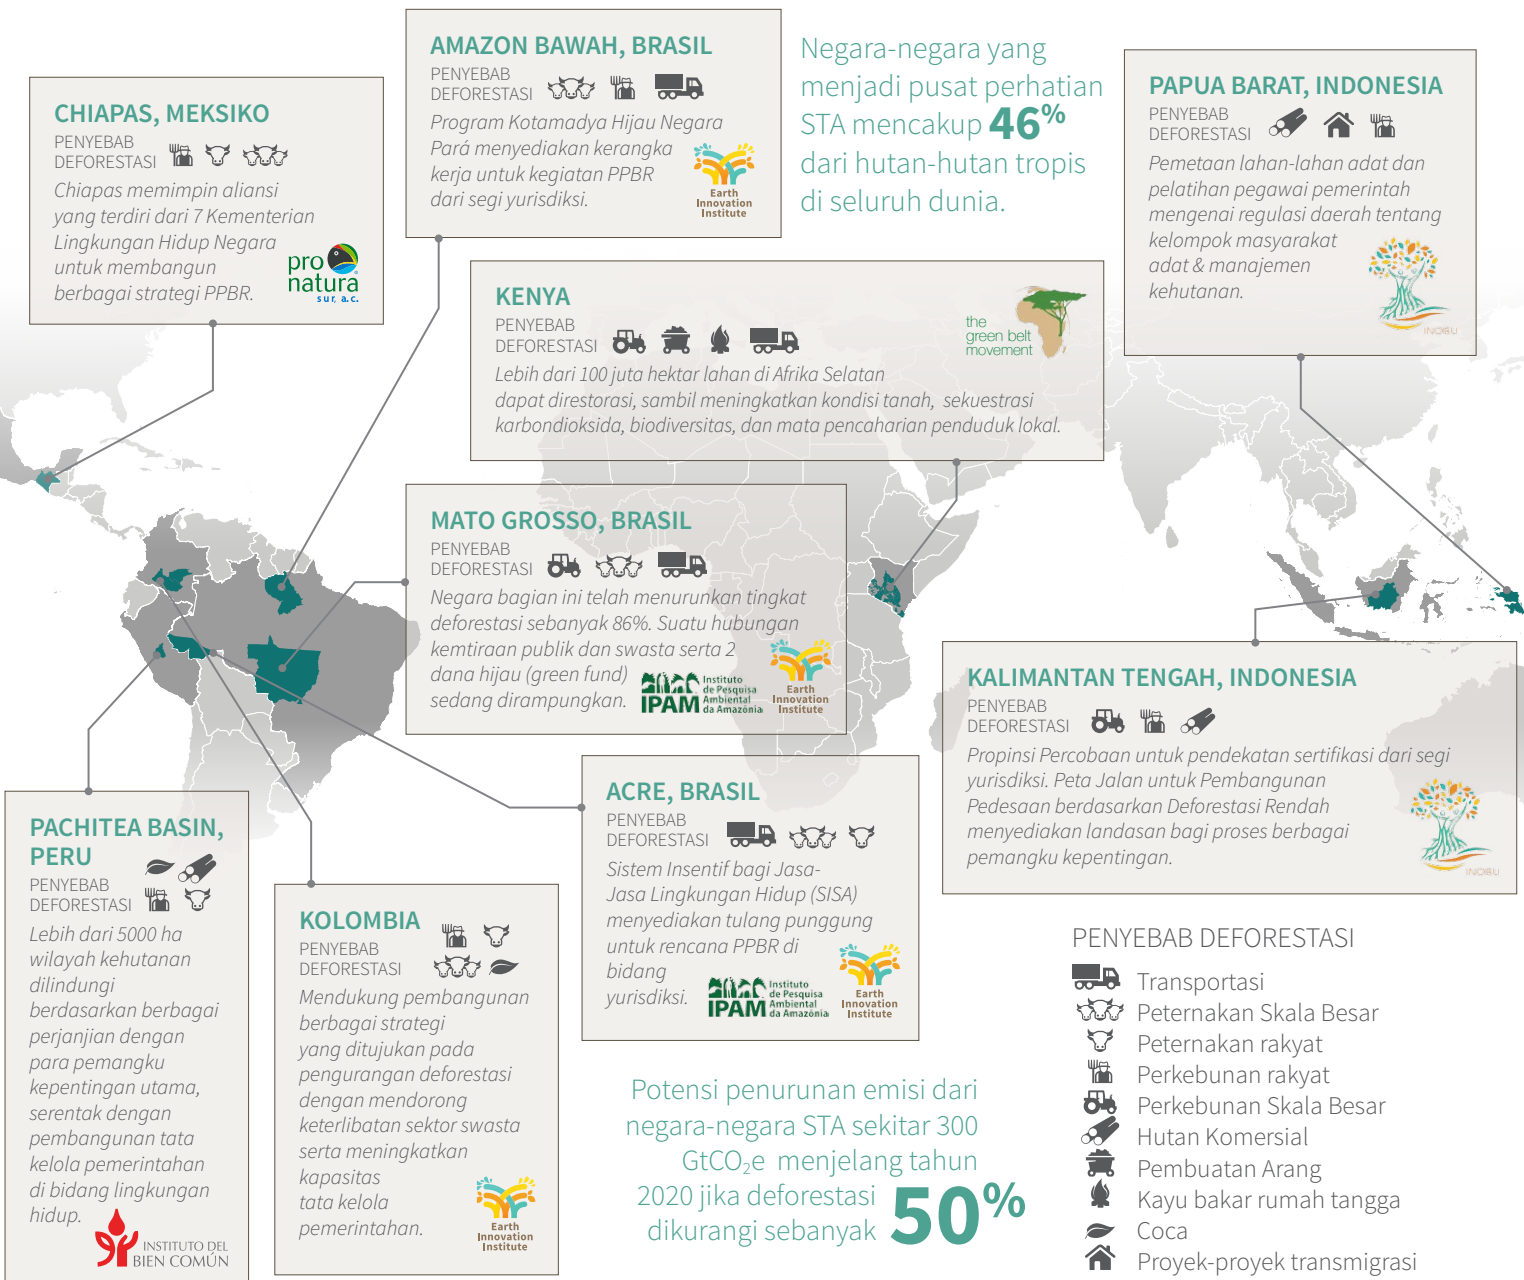 CHIAPAS, MEKSIKO
PENYEBAB
DEFORESTASI
Chiapas memimpin aliansi
yang terdiri dari 7 Kementerian
Lingkungan Hidup Negara
untuk membangun
berbagai strategi PPBR.
pro
natura
sur, a.c.
AMAZON BAWAH, BRASIL
PENYEBAB
DEFORESTASI
Program Kotamadya Hijau Negara
Pará menyediakan kerangka
kerja untuk kegiatan PPBR
dari segi yurisdiksi.
Earth
Innovation
Institute
Negara-negara yang
menjadi pusat perhatian
STA mencakup 46%
dari hutan-hutan tropis
di seluruh dunia.
PAPUA BARAT, INDONESIA
PENYEBAB
DEFORESTASI
Pemetaan lahan-lahan adat dan
pelatihan pegawai pemerintah
mengenai regulasi daerah tentang
kelompok masyarakat
adat & manajemen
kehutanan.
INOBU
KENYA
PENYEBAB
DEFORESTASI
Lebih dari 100 juta hektar lahan di Afrika Selatan
dapat direstorasi, sambil meningkatkan kondisi tanah, sekuestrasi
karbondioksida, biodiversitas, dan mata pencaharian penduduk lokal.
the
green belt
movement
MATO GROSSO, BRASIL
PENYEBAB
DEFORESTASI
Negara bagian ini telah menurunkan tingkat
deforestasi sebanyak 86%. Suatu hubungan
kemtiraan publik dan swasta serta 2
dana hijau (green fund)
sedang dirampungkan.
IPAM
Instituto
de Pesquisa
Ambiental
da Amazônia
Earth
Innovation
Institute
KALIMANTAN TENGAH, INDONESIA
PENYEBAB
DEFORESTASI
Propinsi Percobaan untuk pendekatan sertifikasi dari segi
yurisdiksi. Peta Jalan untuk Pembangunan
Pedesaan berdasarkan Deforestasi Rendah
menyediakan landasan bagi proses berbagai
pemangku kepentingan.
INOBU
ACRE, BRASIL
PENYEBAB
DEFORESTASI
Sistem Insentif bagi Jasa-
Jasa Lingkungan Hidup (SISA)
menyediakan tulang punggung
untuk rencana PPBR di
bidang
yurisdiksi.
IPAM
Instituto
de Pesquisa
Ambiental
da Amazônia
Earth
Innovation
Institute
PACHITEA BASIN,
PERU
PENYEBAB
DEFORESTASI
Lebih dari 5000 ha
wilayah kehutanan
dilindungi
berdasarkan berbagai
perjanjian dengan
para pemangku
kepentingan utama,
serentak dengan
pembangunan tata
kelola pemerintahan
di bidang lingkungan
hidup.
INSTITUTO DEL
BIEN COMÚN
KOLOMBIA
PENYEBAB
DEFORESTASI
Mendukung pembangunan
berbagai strategi
yang ditujukan pada
pengurangan deforestasi
dengan mendorong
keterlibatan sektor swasta
serta meningkatkan
kapasitas
tata kelola
pemerintahan.
Earth
Innovation
Institute
Potensi penurunan emisi dari
negara-negara STA sekitar 300
GtCO₂e menjelang tahun
2020 jika deforestasi
dikurangi sebanyak 50%
PENYEBAB DEFORESTASI
Transportasi
Peternakan Skala Besar
Peternakan rakyat
Perkebunan rakyat
Perkebunan Skala Besar
Hutan Komersial
Pembuatan Arang
Kayu bakar rumah tangga
Coca
Proyek-proyek transmigrasi